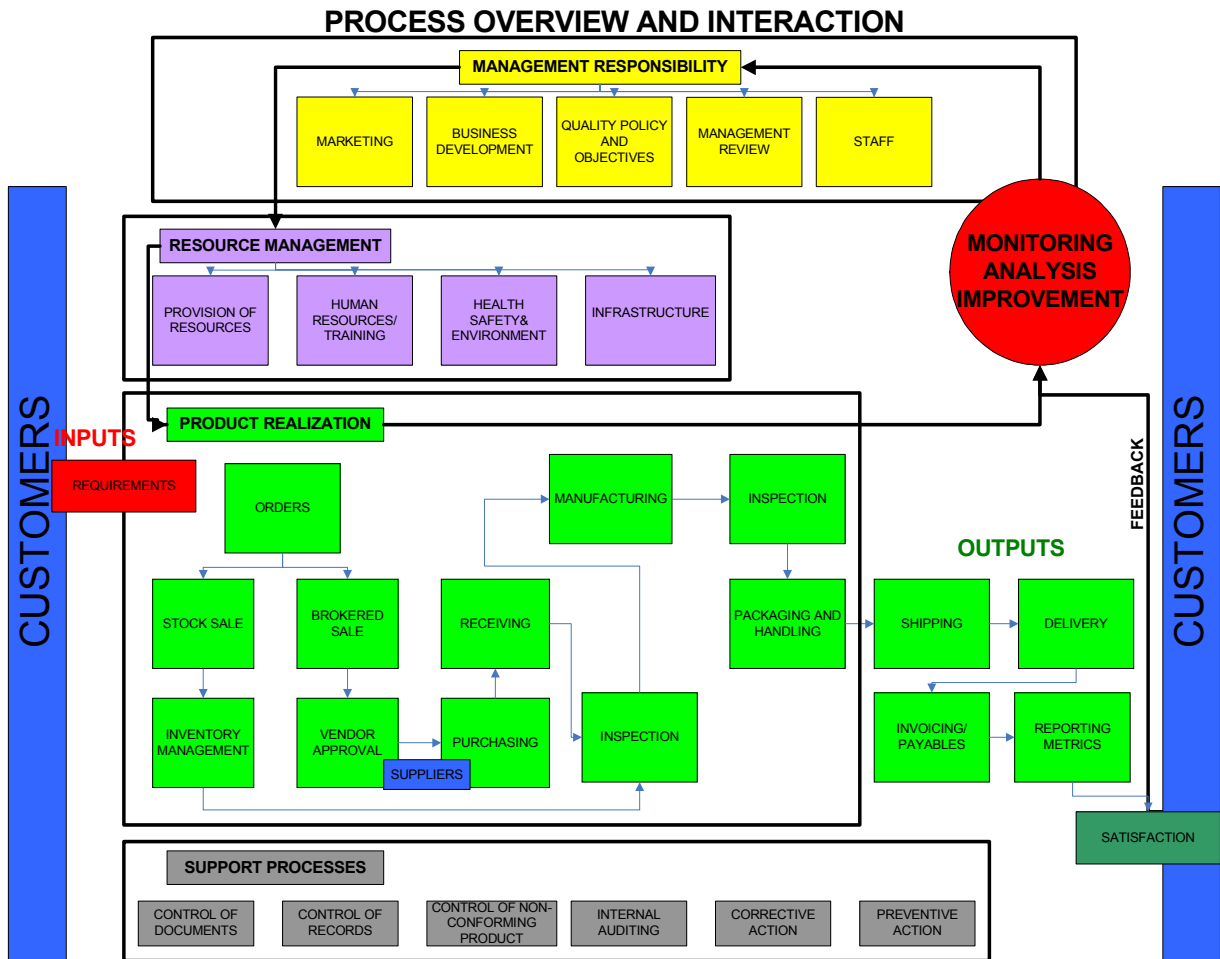 PROCESS OVERVIEW AND INTERACTION
MANAGEMENT RESPONSIBILITY
MARKETING
BUSINESS
DEVELOPMENT
QUALITY POLICY
AND
OBJECTIVES
MANAGEMENT
REVIEW
STAFF
MONITORING
ANALYSIS
IMPROVEMENT
RESOURCE MANAGEMENT
PROVISION OF
RESOURCES
HUMAN
RESOURCES/
TRAINING
HEALTH
SAFETY&
ENVIRONMENT
INFRASTRUCTURE
CUSTOMERS
INPUTS
REQUIREMENTS
PRODUCT REALIZATION
ORDERS
MANUFACTURING
INSPECTION
STOCK SALE
BROKERED
SALE
RECEIVING
PACKAGING AND
HANDLING
INVENTORY
MANAGEMENT
VENDOR
APPROVAL
PURCHASING
INSPECTION
SUPPLIERS
OUTPUTS
SHIPPING
DELIVERY
INVOICING/
PAYABLES
REPORTING
METRICS
FEEDBACK
CUSTOMERS
SATISFACTION
SUPPORT PROCESSES
CONTROL OF
DOCUMENTS
CONTROL OF
RECORDS
CONTROL OF NON-
CONFORMING
PRODUCT
INTERNAL
AUDITING
CORRECTIVE
ACTION
PREVENTIVE
ACTION